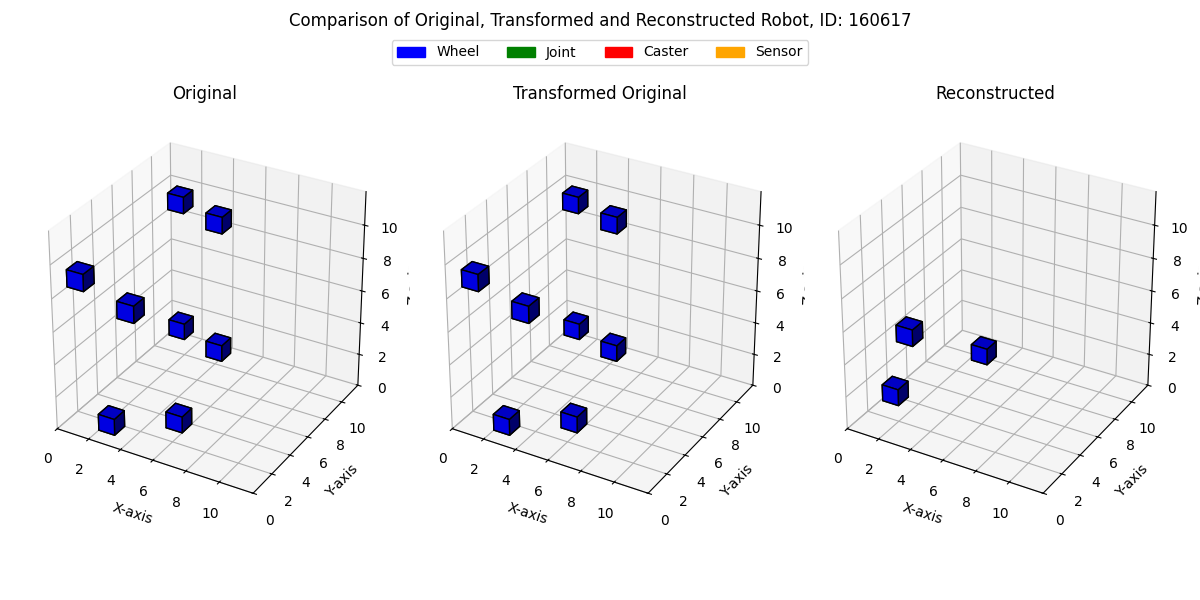 Comparison of Original, Transformed and Reconstructed Robot, ID: 160617
Wheel Joint Caster Sensor
Original
Transformed Original
Reconstructed
0 2 4 6 8 10
X-axis
0 2 4 6 8 10
Y-axis
0 2 4 6 8 10
0 2 4 6 8 10
X-axis
0 2 4 6 8 10
Y-axis
0 2 4 6 8 10
0 2 4 6 8 10
X-axis
0 2 4 6 8 10
Y-axis
0 2 4 6 8 10